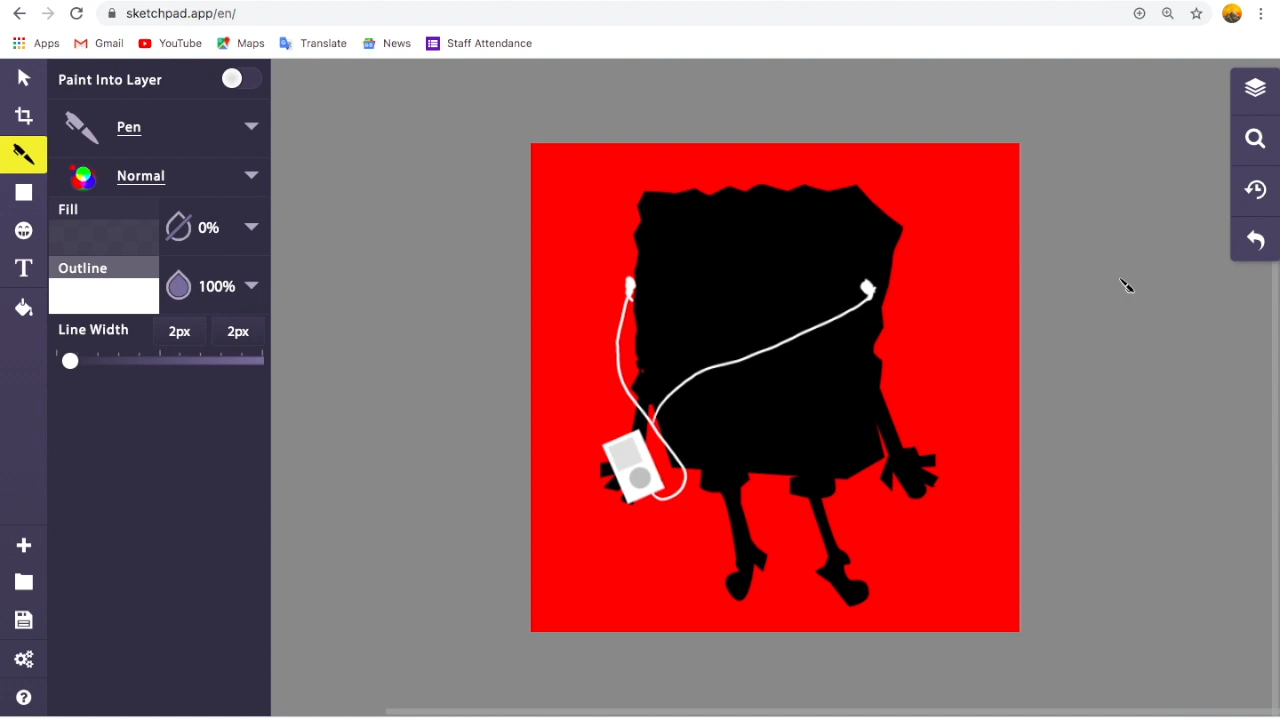 sketchpad.app/en/
Apps Gmail YouTube Maps Translate News Staff Attendance
Paint Into Layer
Pen
Normal
Fill
0%
Outline
100%
Line Width 2px 2px
T
?